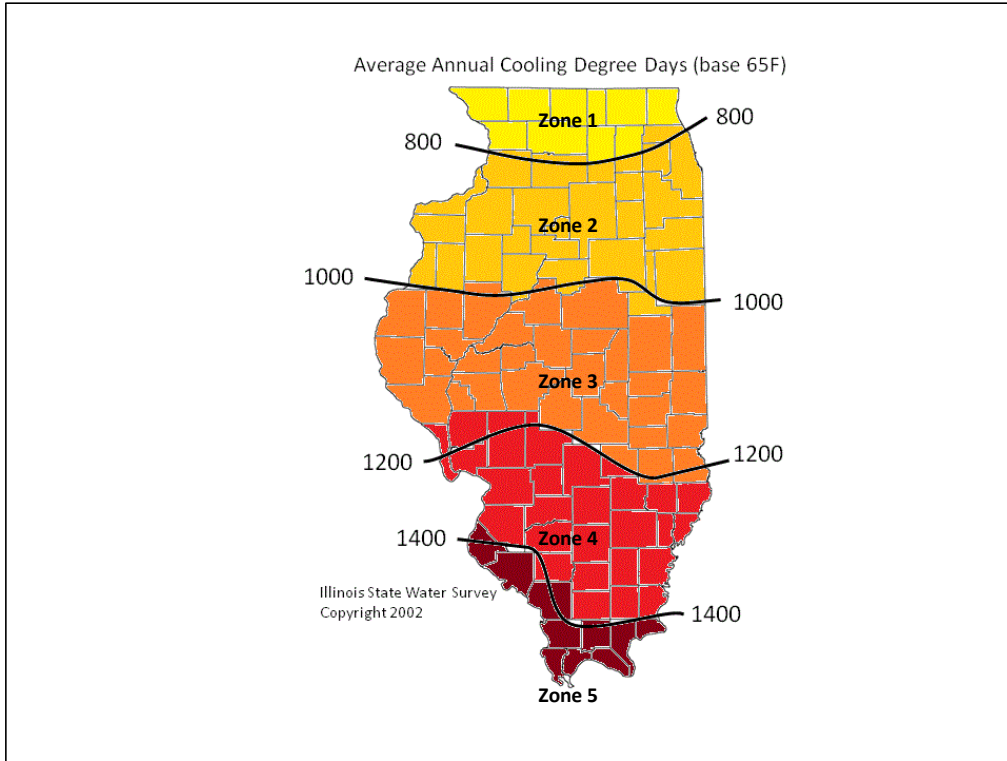 Average Annual Cooling Degree Days (base 65F)
Zone 1
800
800
Zone 2
1000
1000
Zone 3
1200
1200
Zone 4
1400
Illinois State Water Survey
Copyright 2002
1400
Zone 5